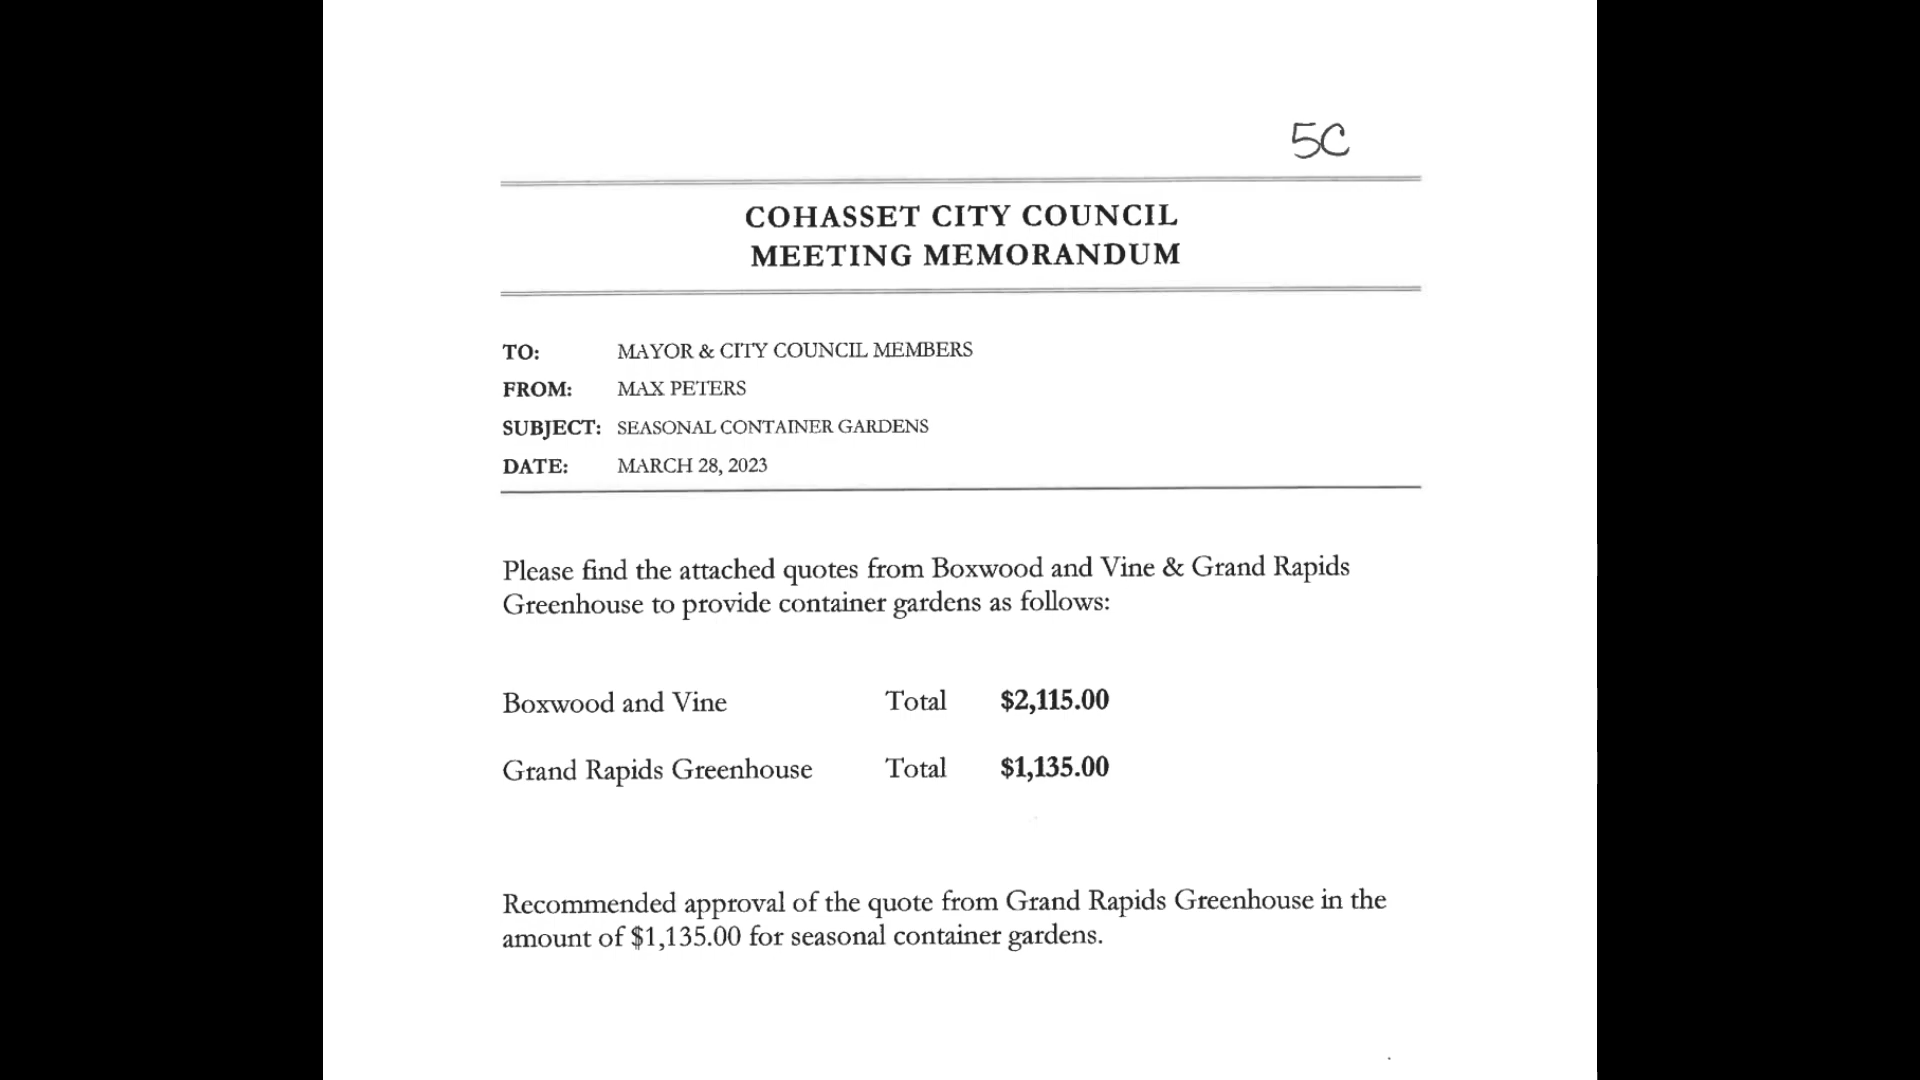 5C
COHASSET CITY COUNCIL
MEETING MEMORANDUM
TO: MAYOR & CITY COUNCIL MEMBERS
FROM: MAX PETERS
SUBJECT: SEASONAL CONTAINER GARDENS
DATE: MARCH 28, 2023
Please find the attached quotes from Boxwood and Vine & Grand Rapids
Greenhouse to provide container gardens as follows:
Boxwood and Vine Total $2,115.00
Grand Rapids Greenhouse Total $1,135.00
Recommended approval of the quote from Grand Rapids Greenhouse in the
amount of $1,135.00 for seasonal container gardens.